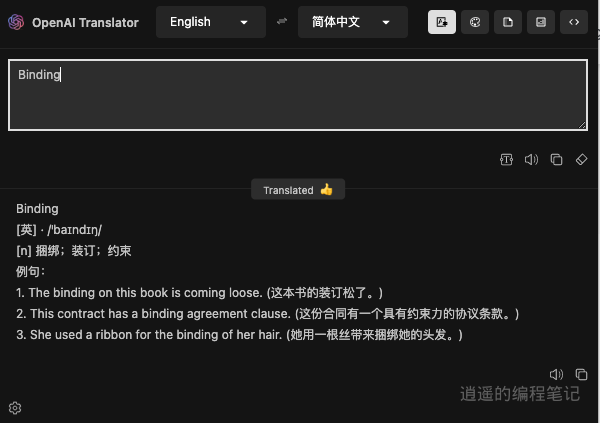 OpenAI Translator
English
简体中文
Binding
Translated 👍
Binding
[英] · /ˈbaɪndɪŋ/
[n] 捆绑；装订；约束
例句：
1. The binding on this book is coming loose. (这本书的装订松了。)
2. This contract has a binding agreement clause. (这份合同有一个具有约束力的协议条款。)
3. She used a ribbon for the binding of her hair. (她用一根丝带来捆绑她的头发。)
逍遥的编程笔记